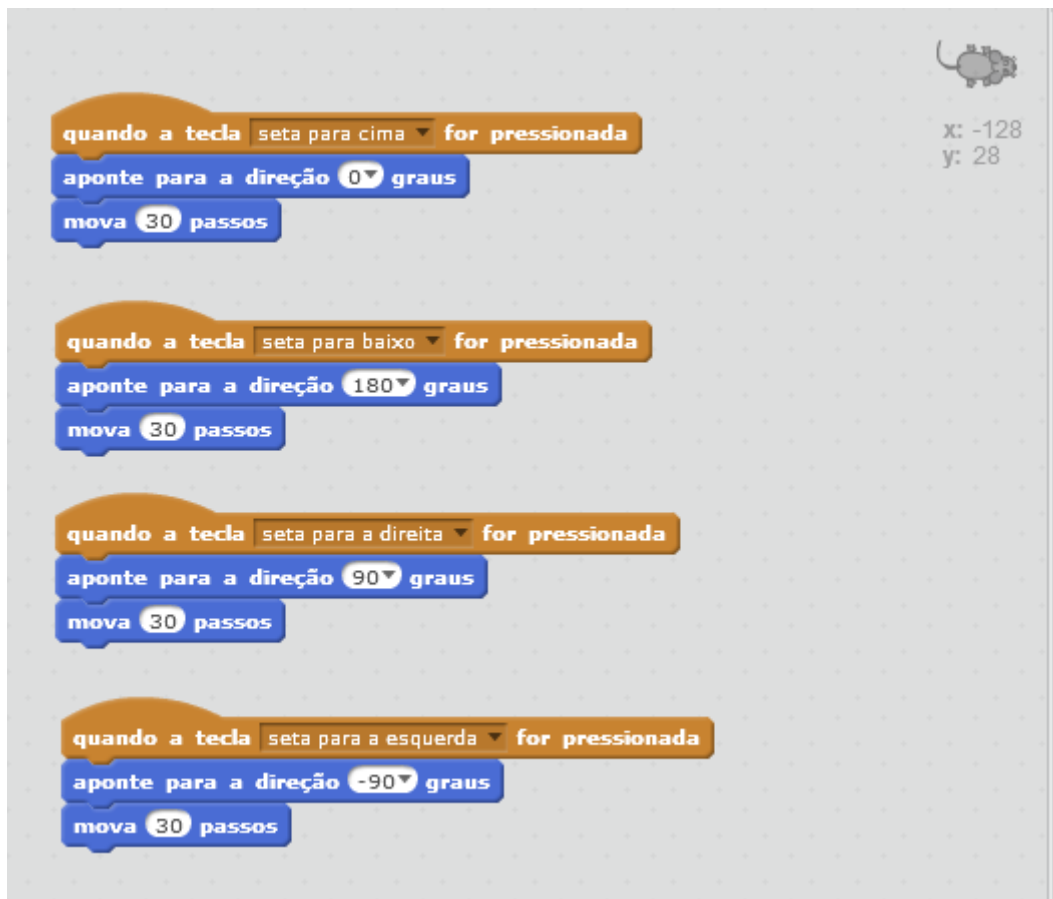 quando a tecla seta para cima for pressionada
aponte para a direção 0 graus
mova 30 passos
x: -128
y: 28
quando a tecla seta para baixo for pressionada
aponte para a direção 180 graus
mova 30 passos
quando a tecla seta para a direita for pressionada
aponte para a direção 90 graus
mova 30 passos
quando a tecla seta para a esquerda for pressionada
aponte para a direção -90 graus
mova 30 passos